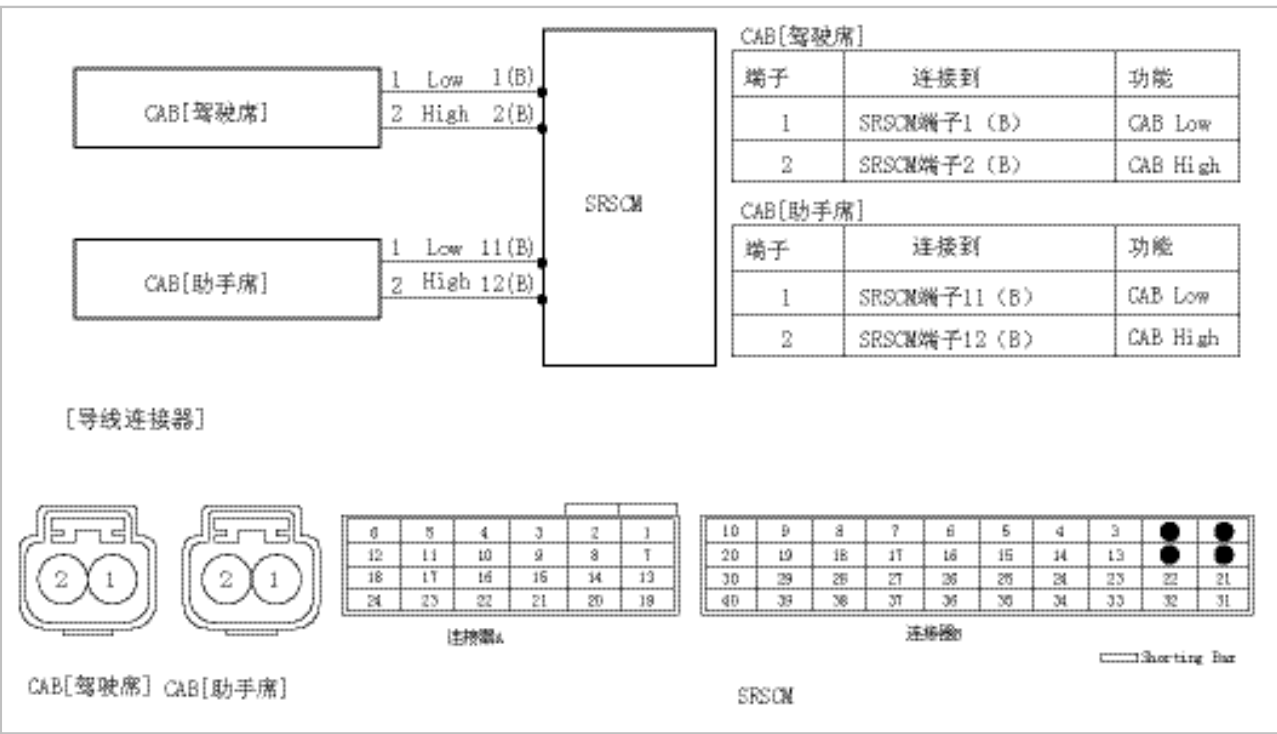 CAB[驾驶席]
1 Low 1(B)
2 High 2(B)
SRSCM
CAB[助手席]
1 Low 11(B)
2 High 12(B)
CAB[驾驶席]
端子 连接到 功能
1 SRSCM端子1（B） CAB Low
2 SRSCM端子2（B） CAB High
CAB[助手席]
端子 连接到 功能
1 SRSCM端子11（B） CAB Low
2 SRSCM端子12（B） CAB High
[导线连接器]
2 1
2 1
CAB[驾驶席] CAB[助手席]
6 5 4 3 2 1
12 11 10 9 8 7
18 17 16 15 14 13
24 23 22 21 20 19
连接器A
10 9 8 7 6 5 4 3
20 19 18 17 16 15 14 13
30 29 28 27 26 25 24 23 22 21
40 39 38 37 36 35 34 33 32 31
连接器B
Shorting Bar
SRSCM